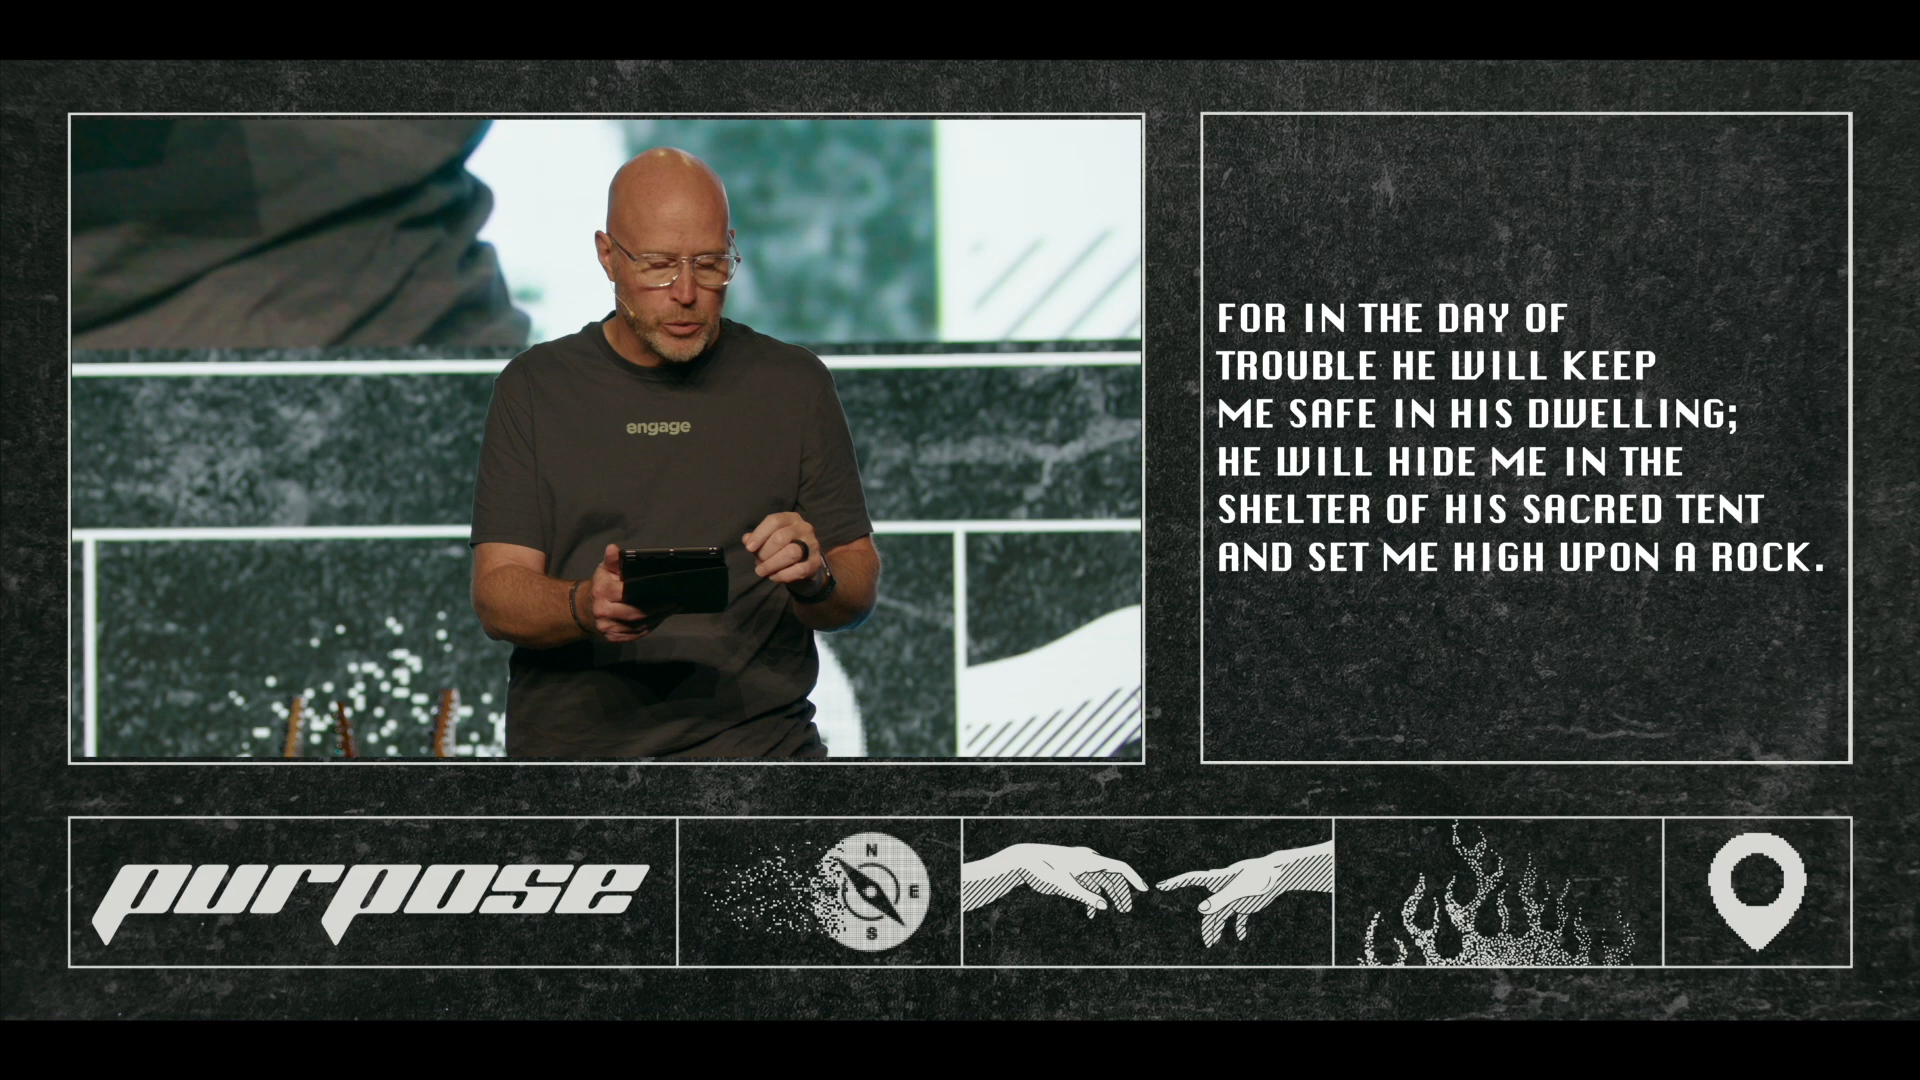 engage
FOR IN THE DAY OF
TROUBLE HE WILL KEEP
ME SAFE IN HIS DWELLING;
HE WILL HIDE ME IN THE
SHELTER OF HIS SACRED TENT
AND SET ME HIGH UPON A ROCK.
purpose
N
E
S